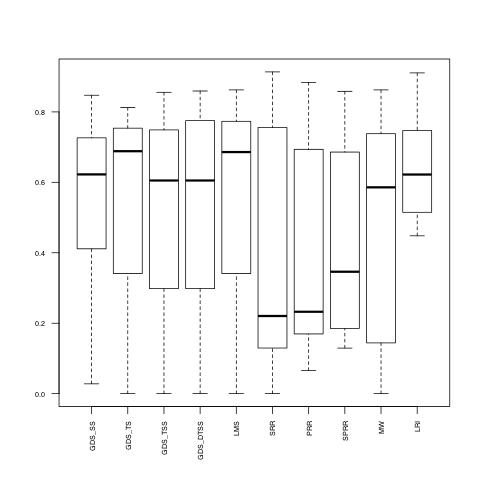 0.8
0.6
0.4
0.2
0.0
GDS_SS
GDS_TS
GDS_TSS
GDS_DTSS
LMS
SRR
PRR
SPRR
MW
LRI